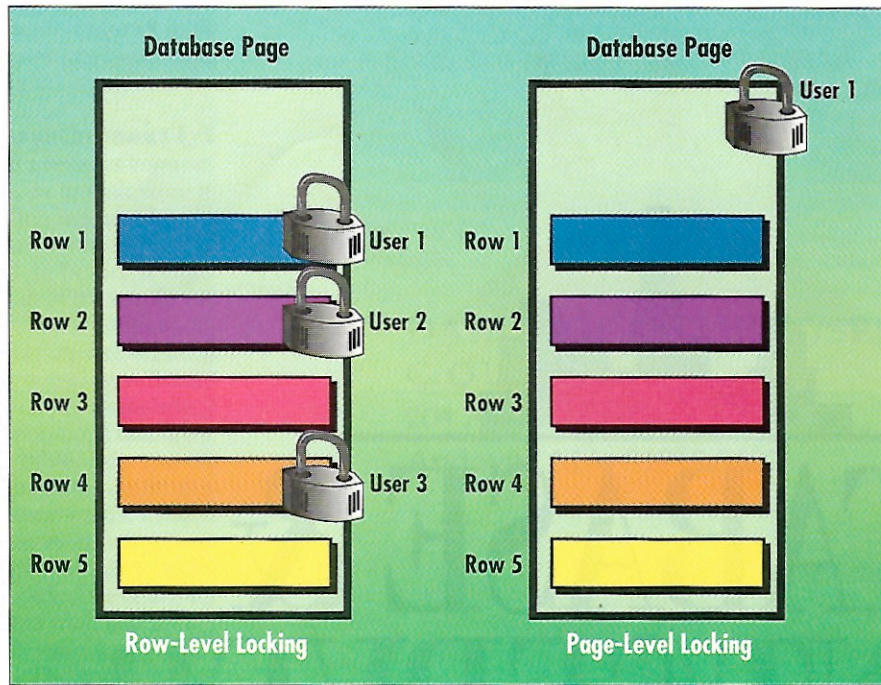 Database Page
Row 1
User 1
Row 2
User 2
Row 3
Row 4
User 3
Row 5
Row-Level Locking
Database Page
User 1
Row 1
Row 2
Row 3
Row 4
Row 5
Page-Level Locking